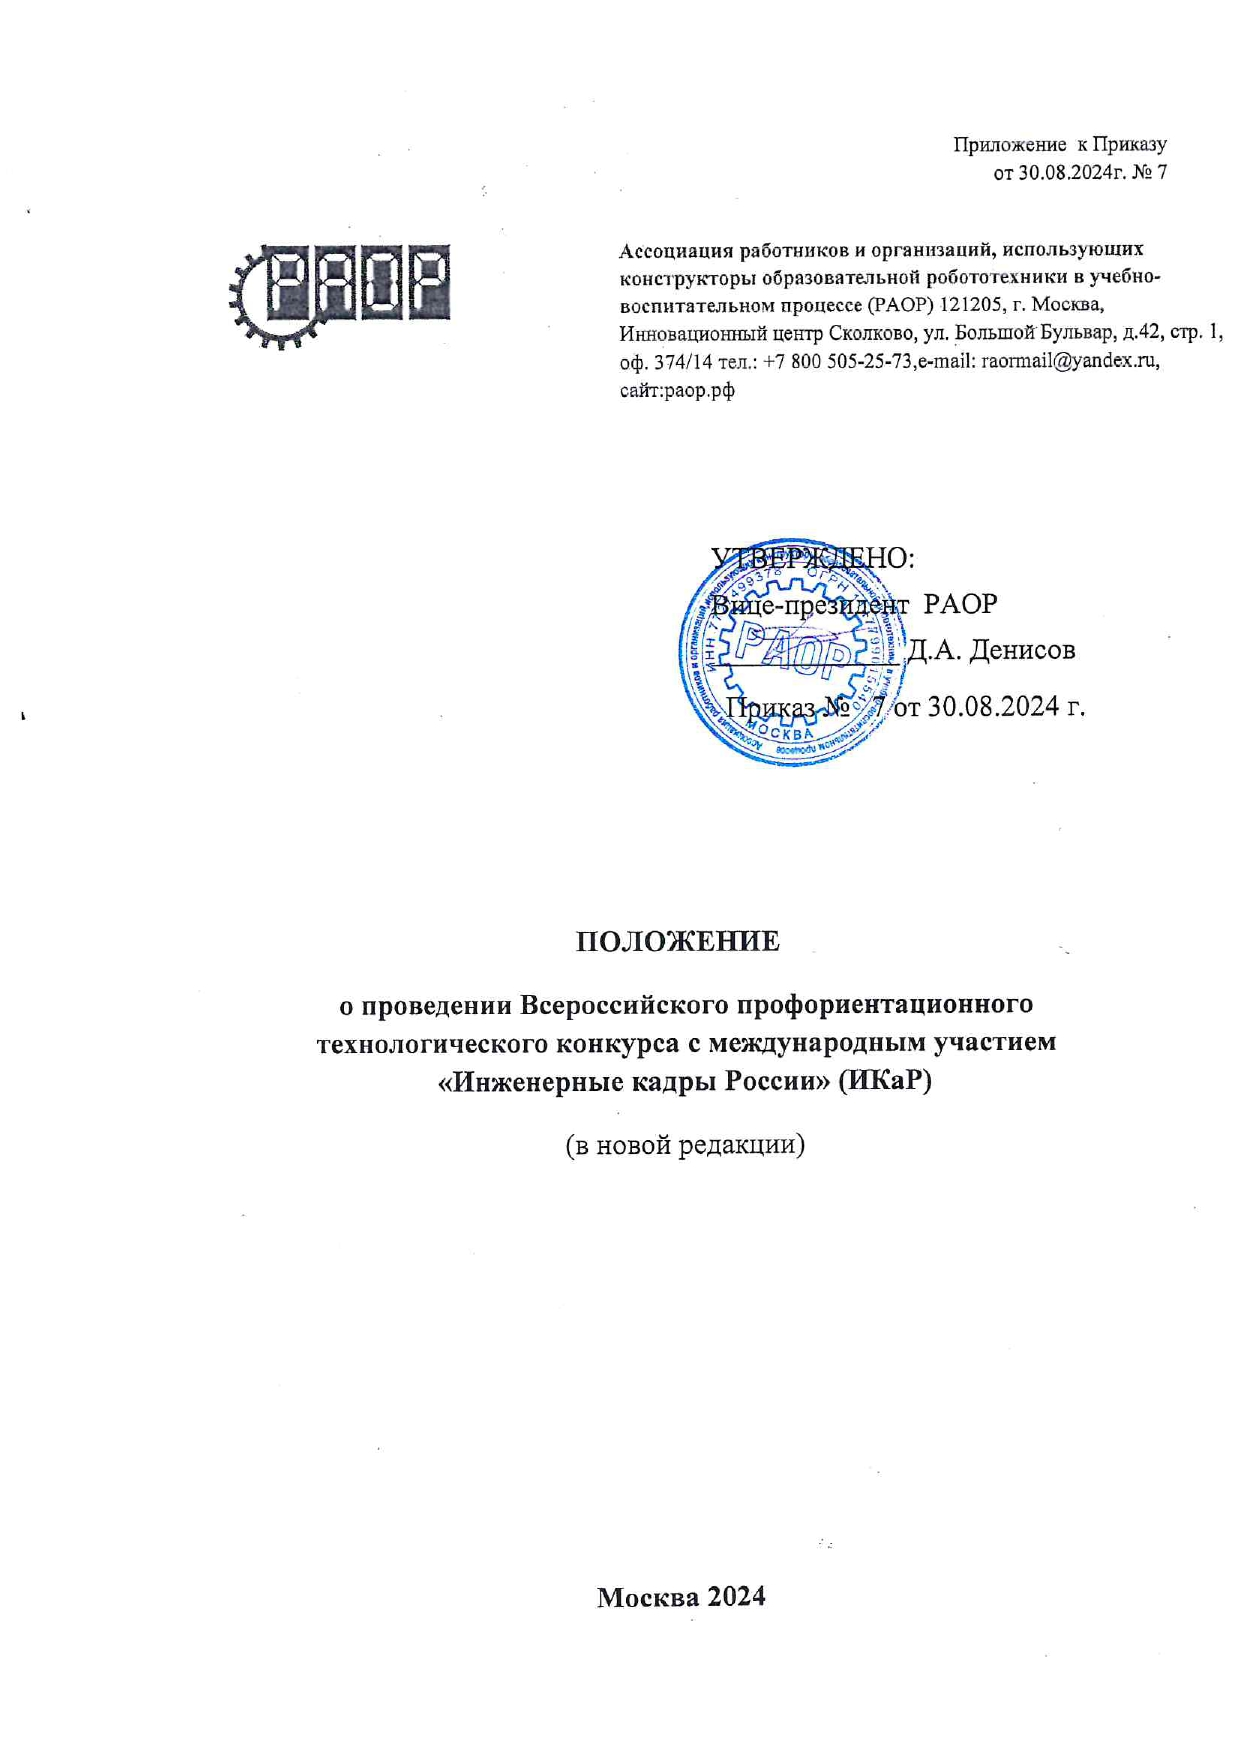 Приложение к Приказу
от 30.08.2024г. № 7
РАОР
Ассоциация работников и организаций, использующих
конструкторы образовательной робототехники в учебно-
воспитательном процессе (РАОР) 121205, г. Москва,
Инновационный центр Сколково, ул. Большой Бульвар, д.42, стр. 1,
оф. 374/14 тел.: +7 800 505-25-73,e-mail: raormail@yandex.ru,
сайт:раор.рф
УТВЕРЖДЕНО:
Вице-президент РАОР
Д.А. Денисов
Приказ № 7 от 30.08.2024 г.
РАОР
МОСКВА
ПОЛОЖЕНИЕ
о проведении Всероссийского профориентационного
технологического конкурса с международным участием
«Инженерные кадры России» (ИКаР)
(в новой редакции)
Москва 2024